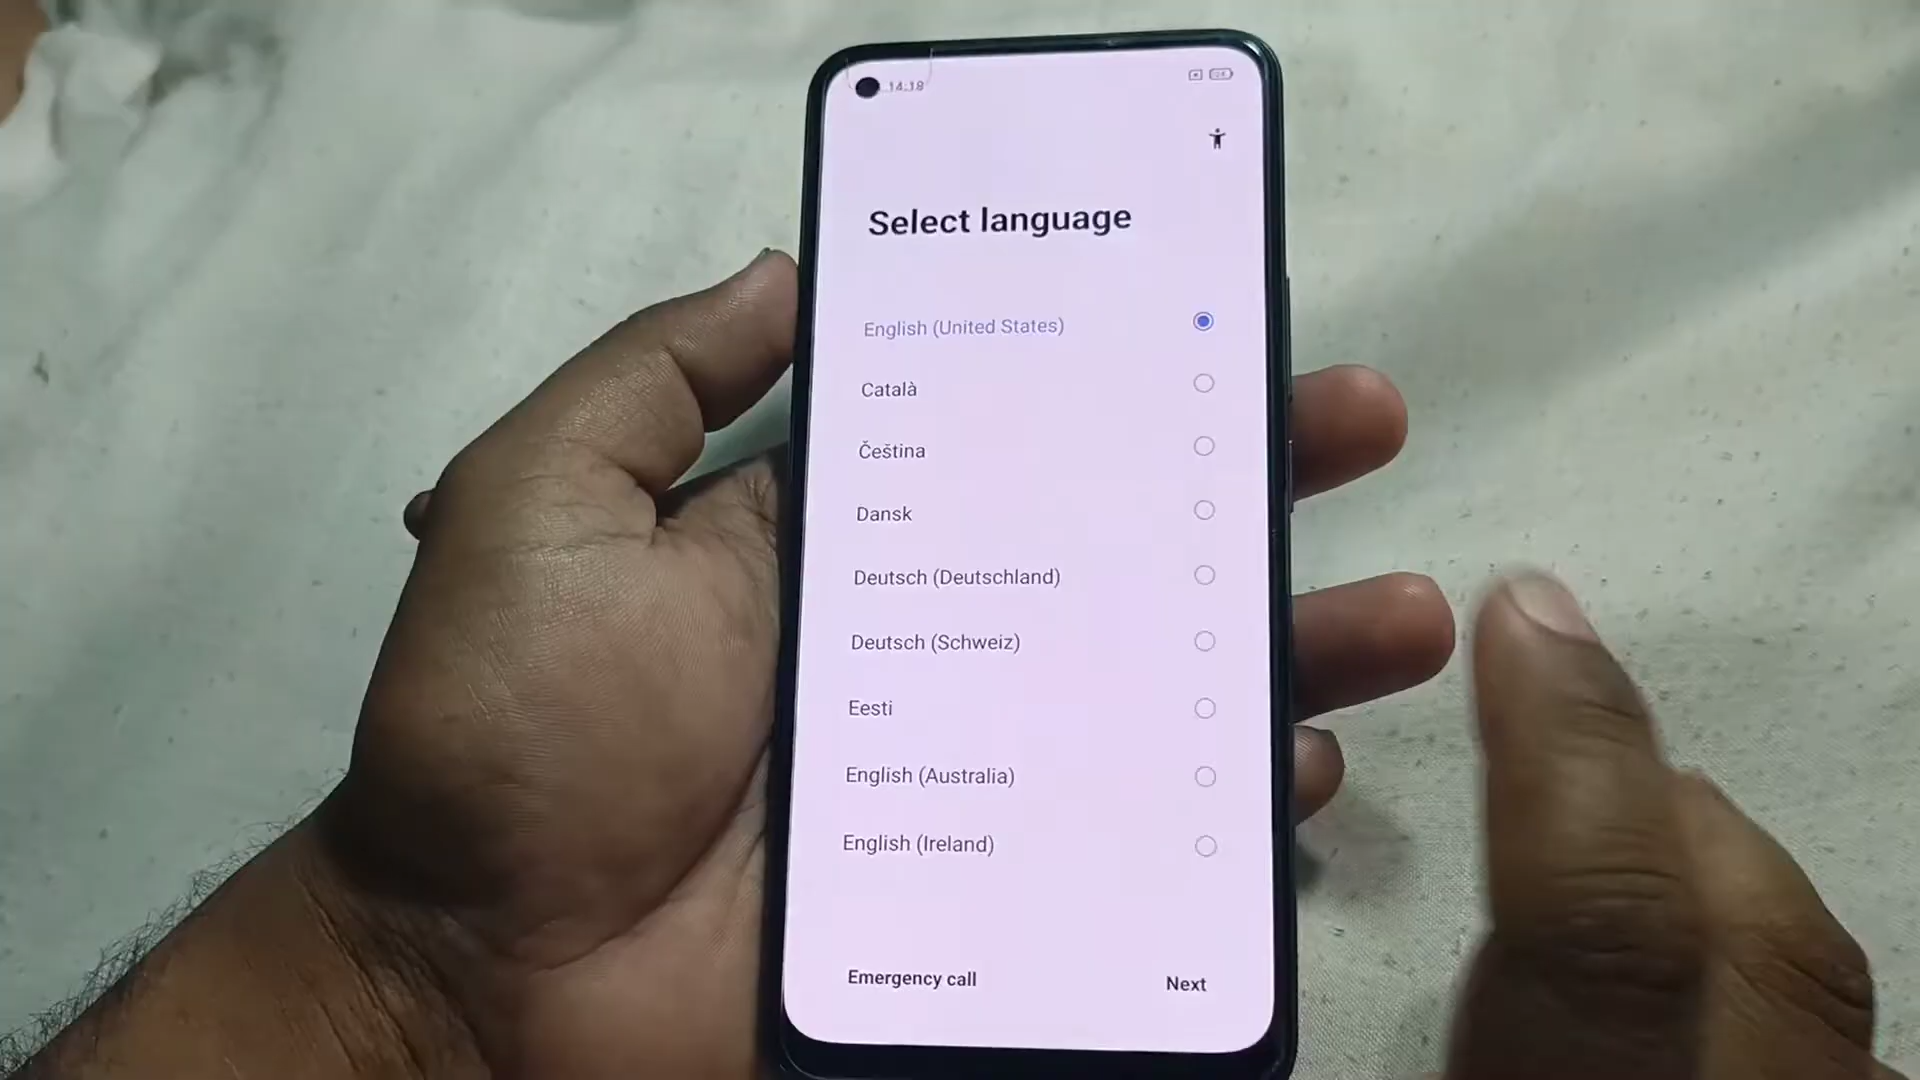 14:18
Select language
English (United States)
Català
Čeština
Dansk
Deutsch (Deutschland)
Deutsch (Schweiz)
Eesti
English (Australia)
English (Ireland)
Emergency call
Next